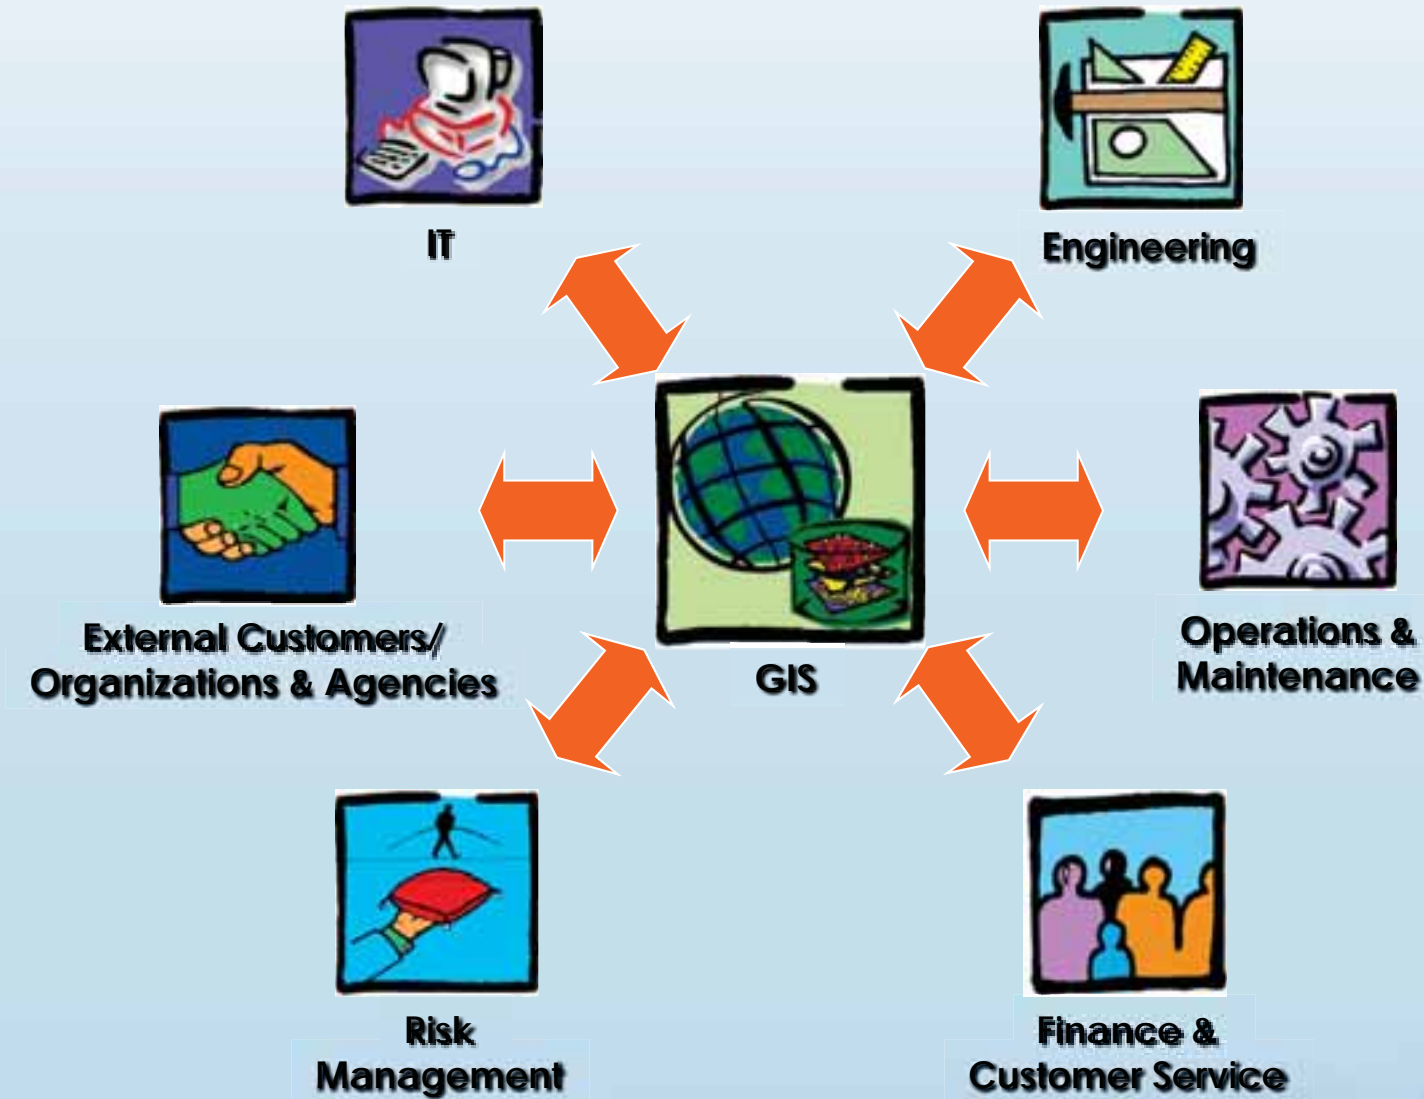 IT
Engineering
External Customers/
Organizations & Agencies
GIS
Operations &
Maintenance
Risk
Management
Finance &
Customer Service